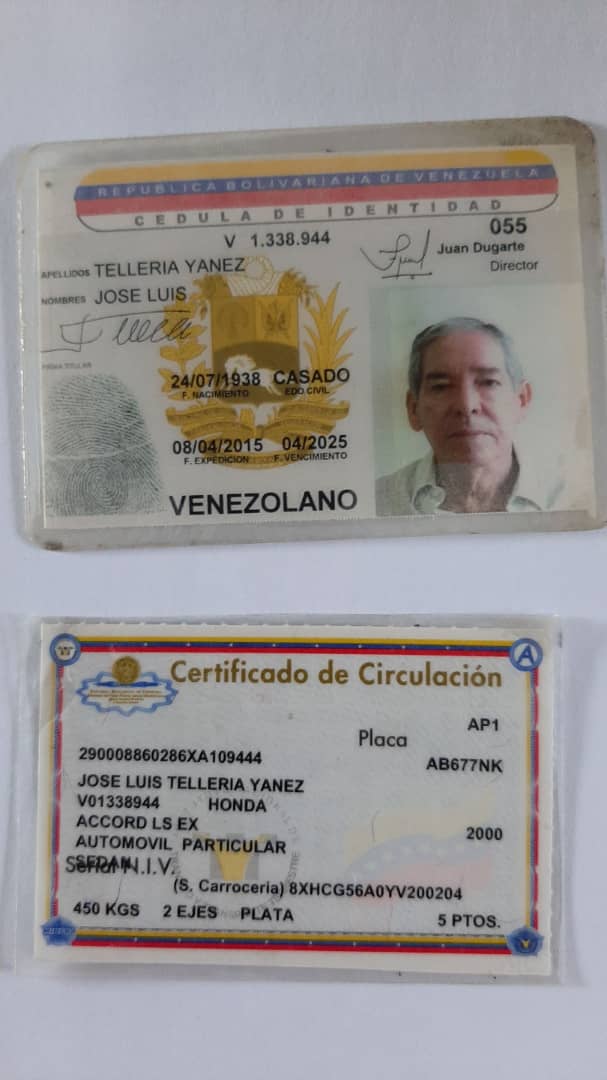 REPUBLICA BOLIVARIANA DE VENEZUELA
CEDULA DE IDENTIDAD
V 1.338.944
055
Juan Dugarte
Director
APELLIDOS TELLERIA YANEZ
NOMBRES JOSE LUIS
FIRMA TITULAR
24/07/1938 CASADO
F. NACIMIENTO EDO.CIVIL
08/04/2015 04/2025
F. EXPEDICION F. VENCIMIENTO
VENEZOLANO
Certificado de Circulación
A
AP1
Placa
290008860286XA109444
AB677NK
JOSE LUIS TELLERIA YANEZ
V01338944 HONDA
ACCORD LS EX
2000
AUTOMOVIL PARTICULAR
SEDAN
Serial N.I.V.
(S. Carroceria) 8XHCG56A0YV200204
450 KGS 2 EJES PLATA 5 PTOS.